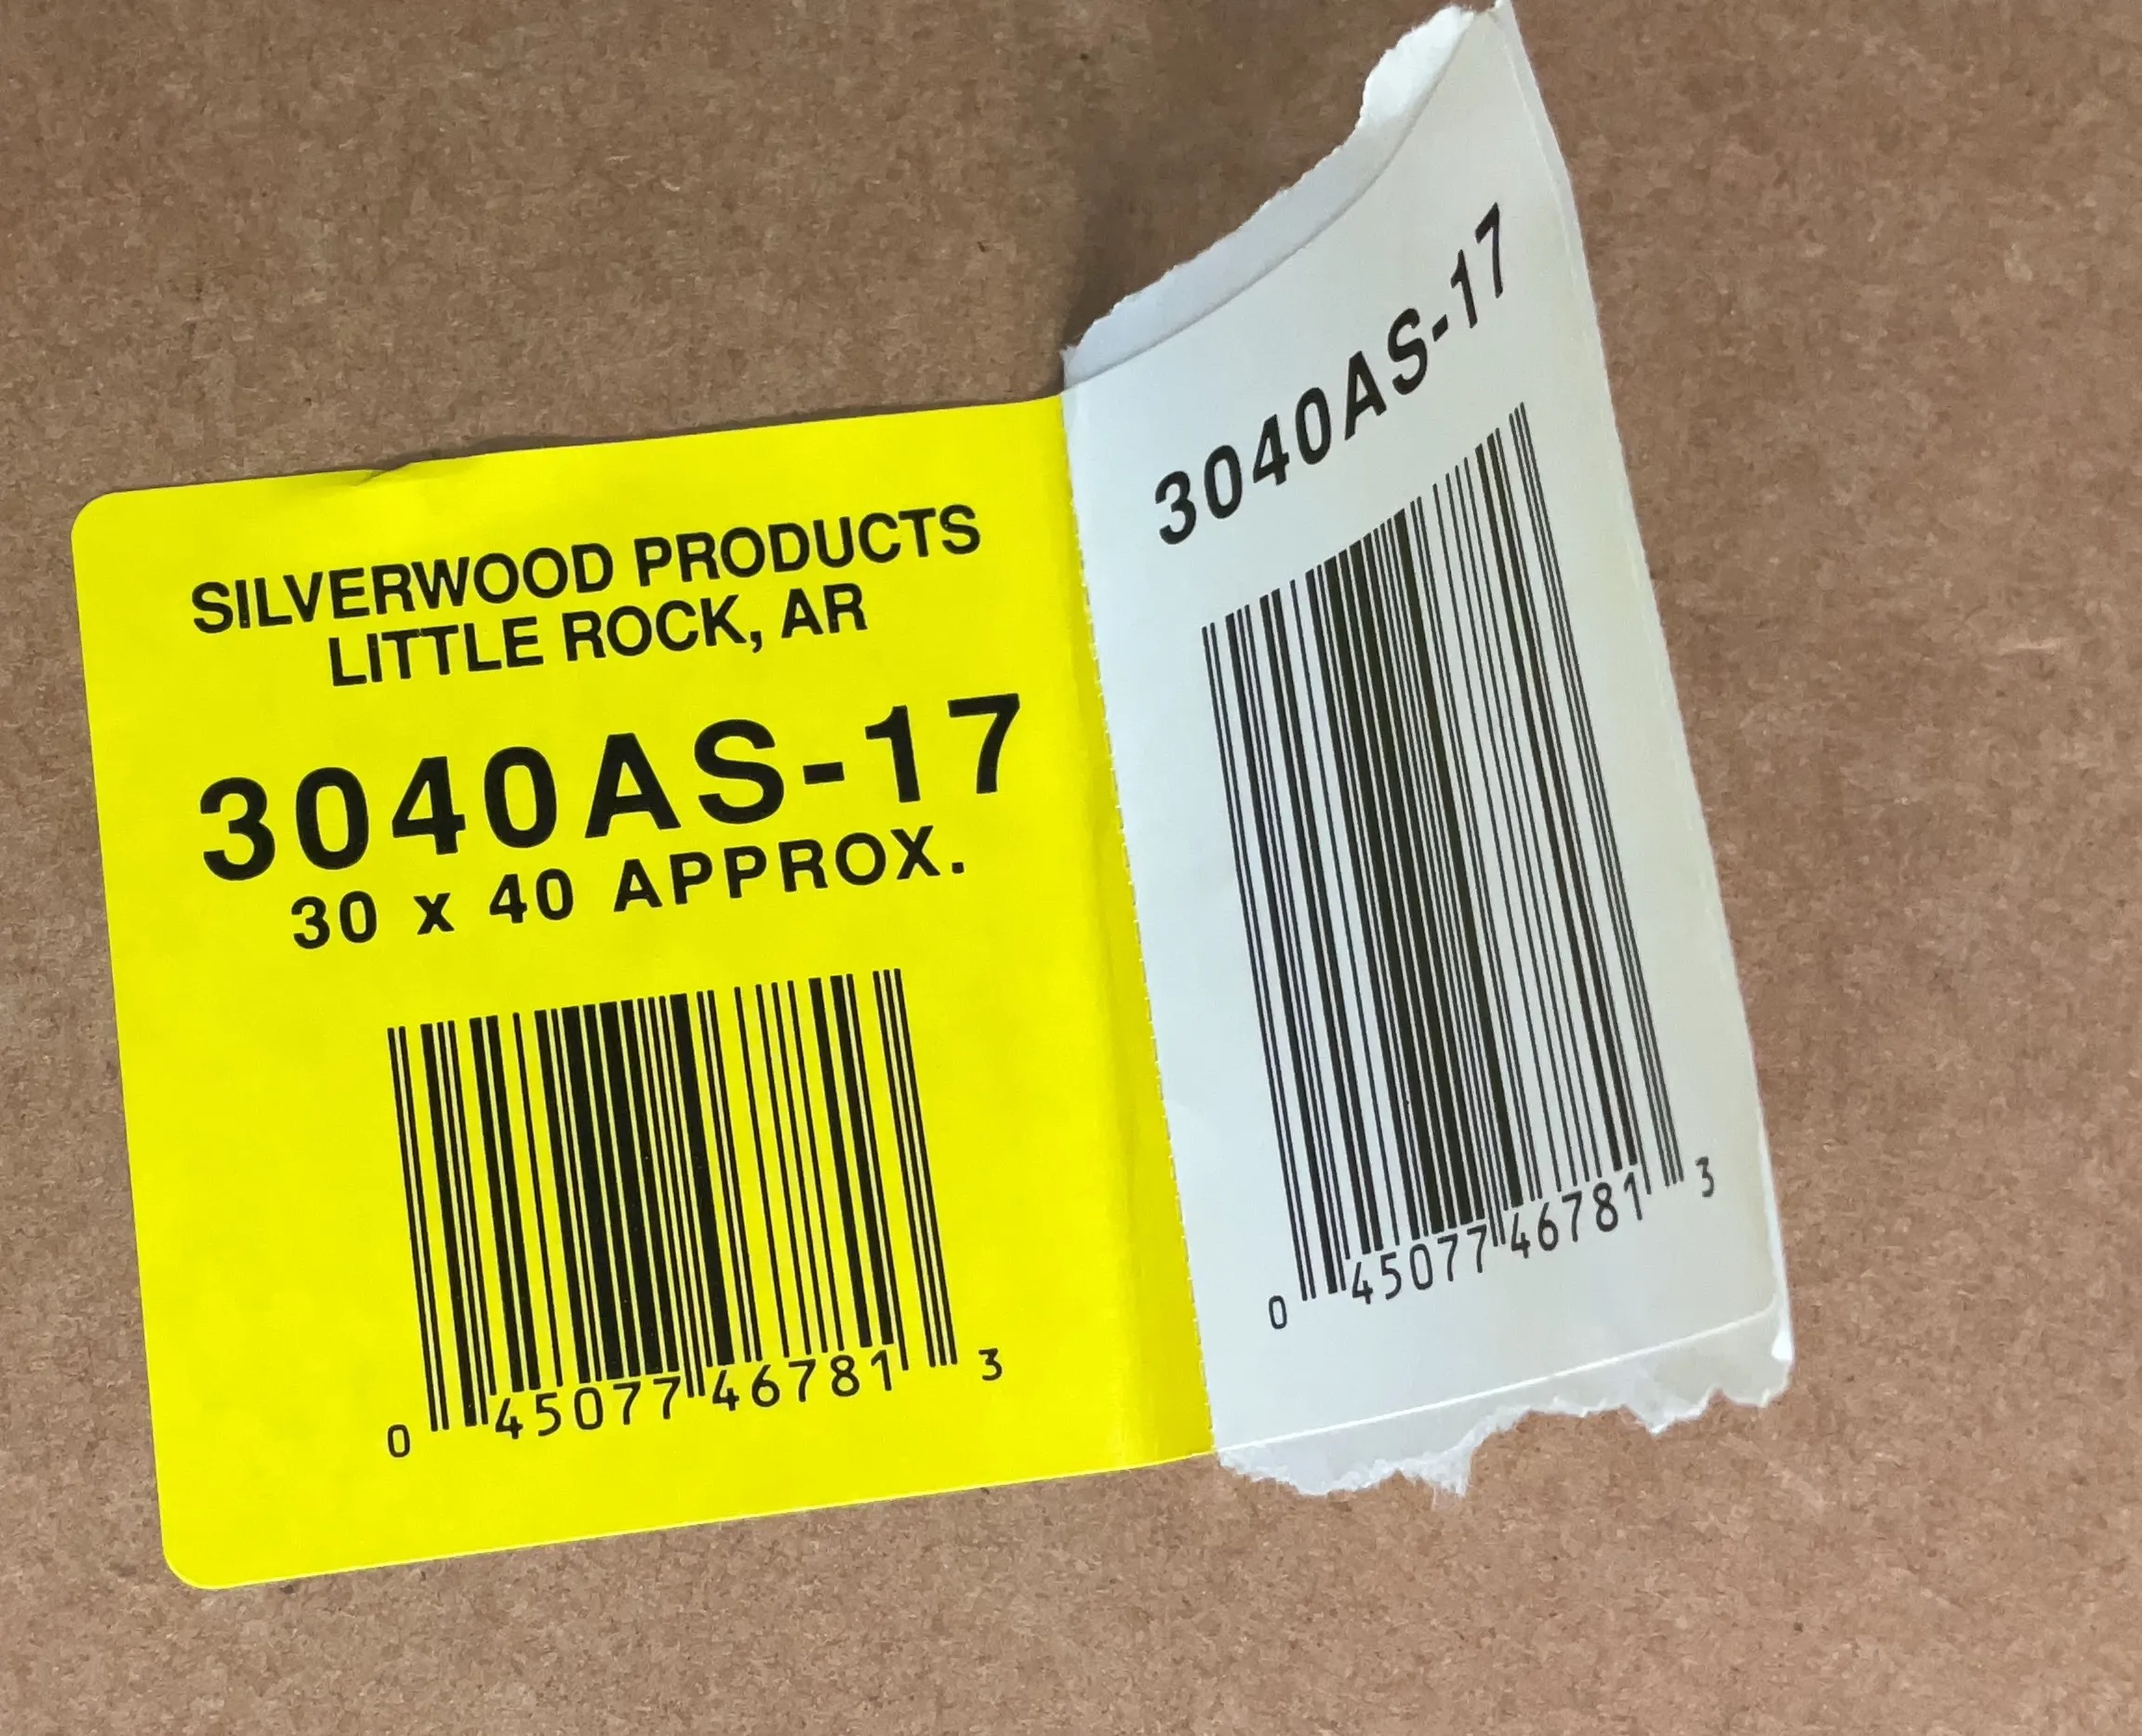 SILVERWOOD PRODUCTS
LITTLE ROCK, AR
3040AS-17
30 x 40 APPROX.
0 45077 46781 3
3040AS-17
0 45077 46781 3